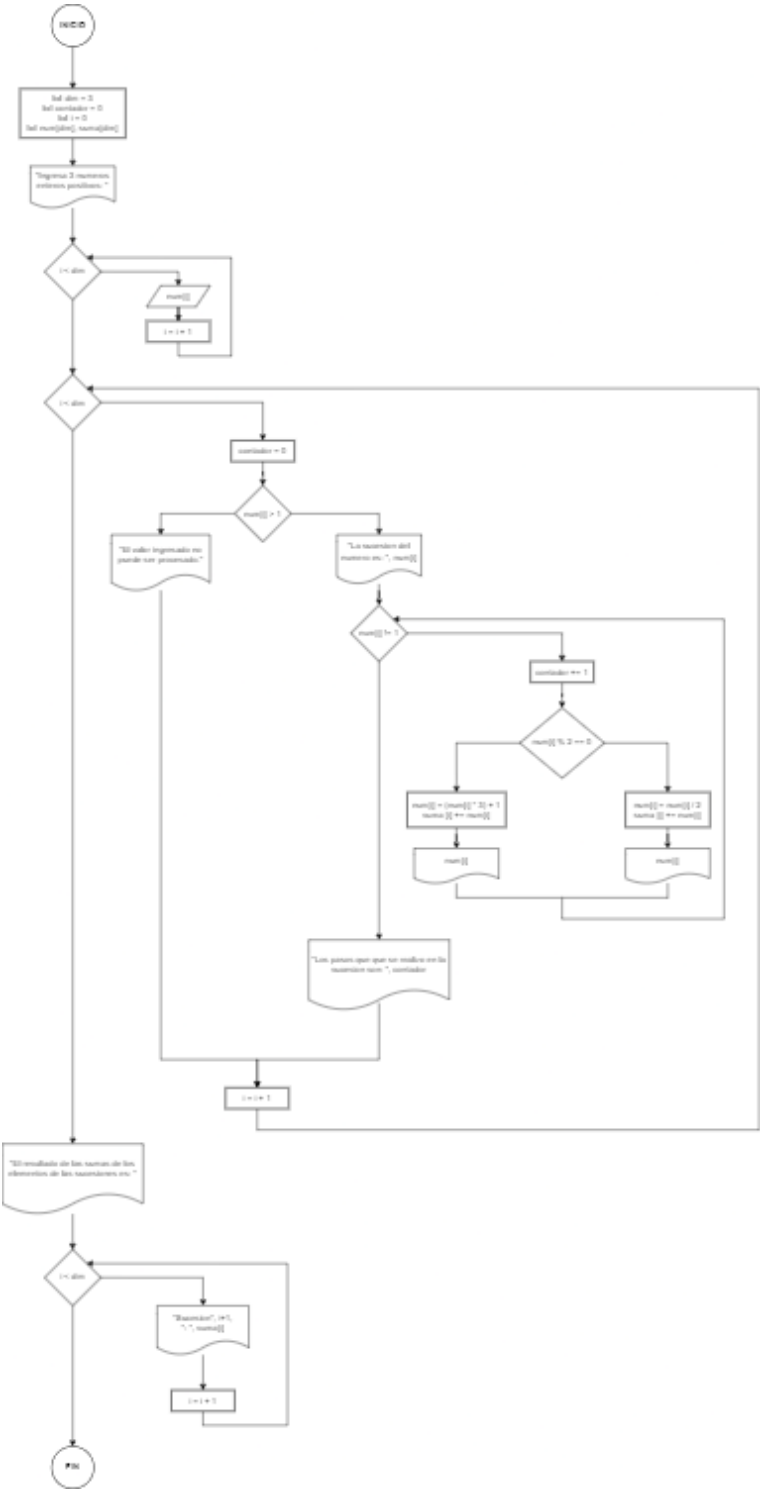 INICIO
Int dim = 3
Int contador = 0
Int i = 0
Int num[dim], suma[dim]
"Ingresa 3 numeros
enteros positivos: "
i < dim
num[i]
i = i + 1
i < dim
contador = 0
num[i] > 1
"El valor ingresado no
puede ser procesado."
"La sucesion del
numero es: ", num[i]
num[i] != 1
contador += 1
num[i] % 2 == 0
num[i] = (num[i] * 3) + 1
suma [i] += num[i]
num[i] = num[i] / 2
suma [i] += num[i]
num[i]
num[i]
"Los pasos que que se realizo en la
sucesion son: ", contador
i = i + 1
"El resultado de las sumas de los
elementos de las sucesiones es: "
i < dim
"Sucesion", i+1,
": ", suma[i]
i = i + 1
FIN